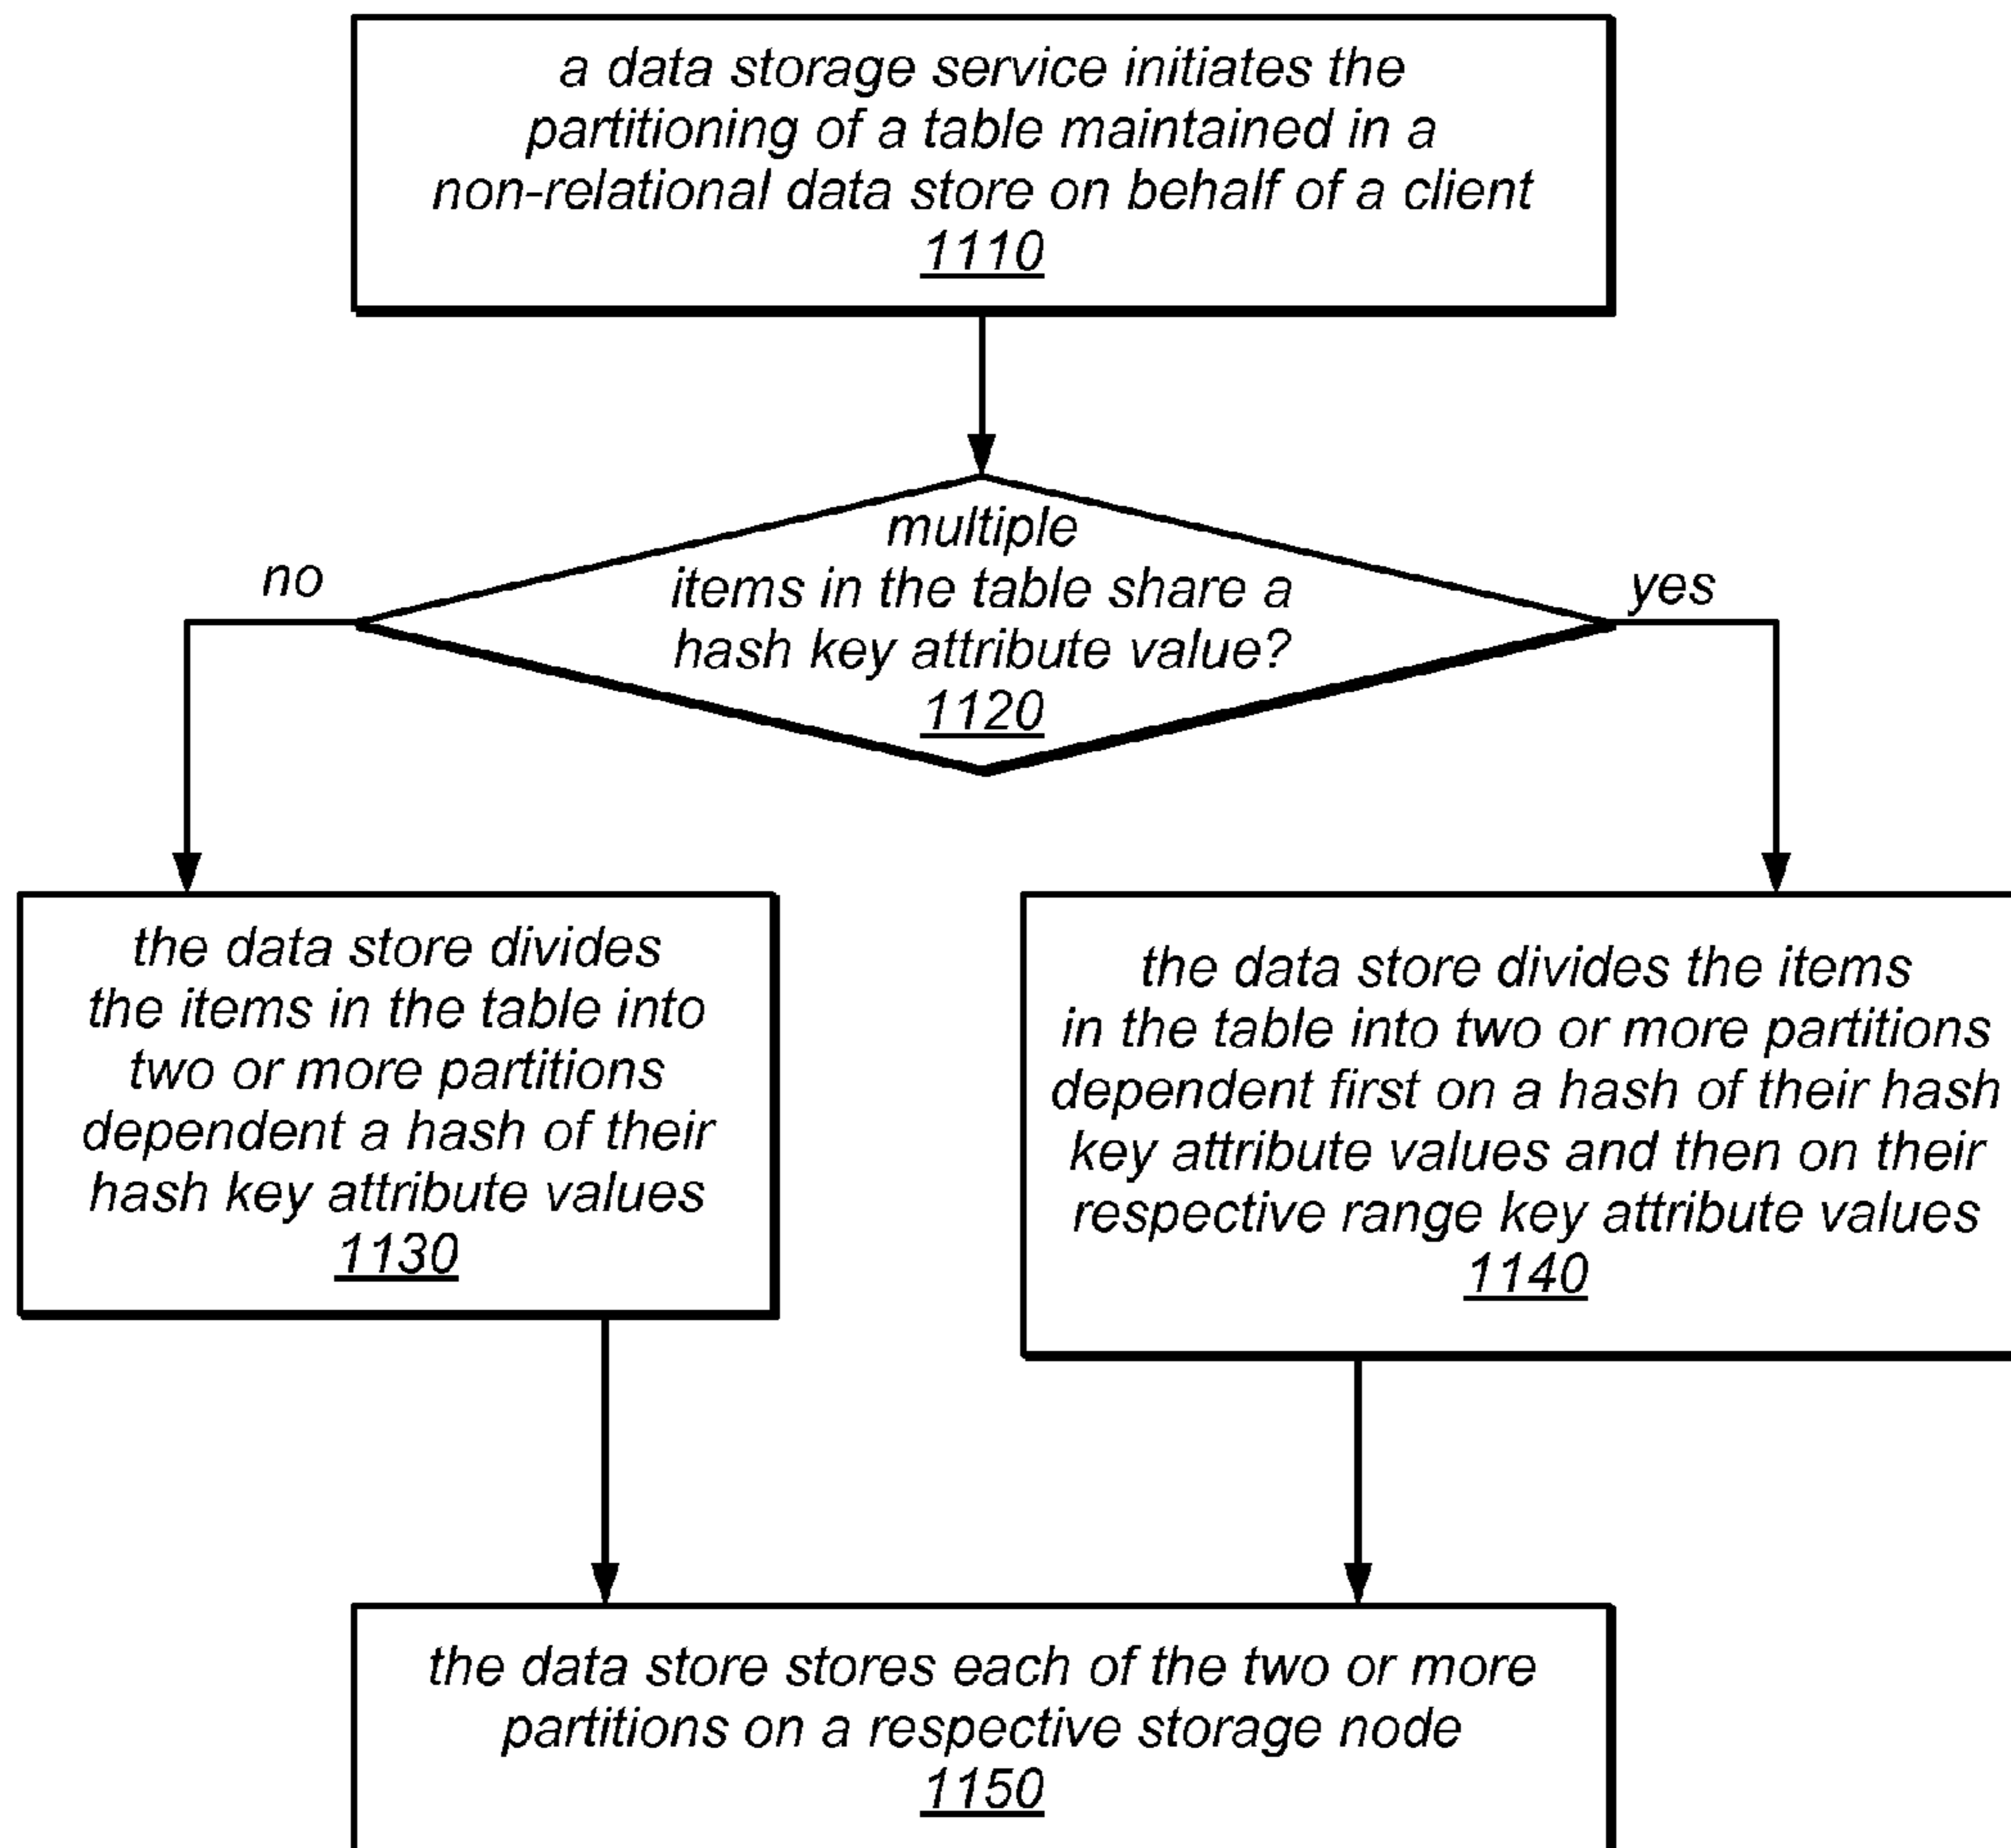 a data storage service initiates the
partitioning of a table maintained in a
non-relational data store on behalf of a client
1110
multiple
items in the table share a
hash key attribute value?
1120
no
yes
the data store divides
the items in the table into
two or more partitions
dependent a hash of their
hash key attribute values
1130
the data store divides the items
in the table into two or more partitions
dependent first on a hash of their hash
key attribute values and then on their
respective range key attribute values
1140
the data store stores each of the two or more
partitions on a respective storage node
1150